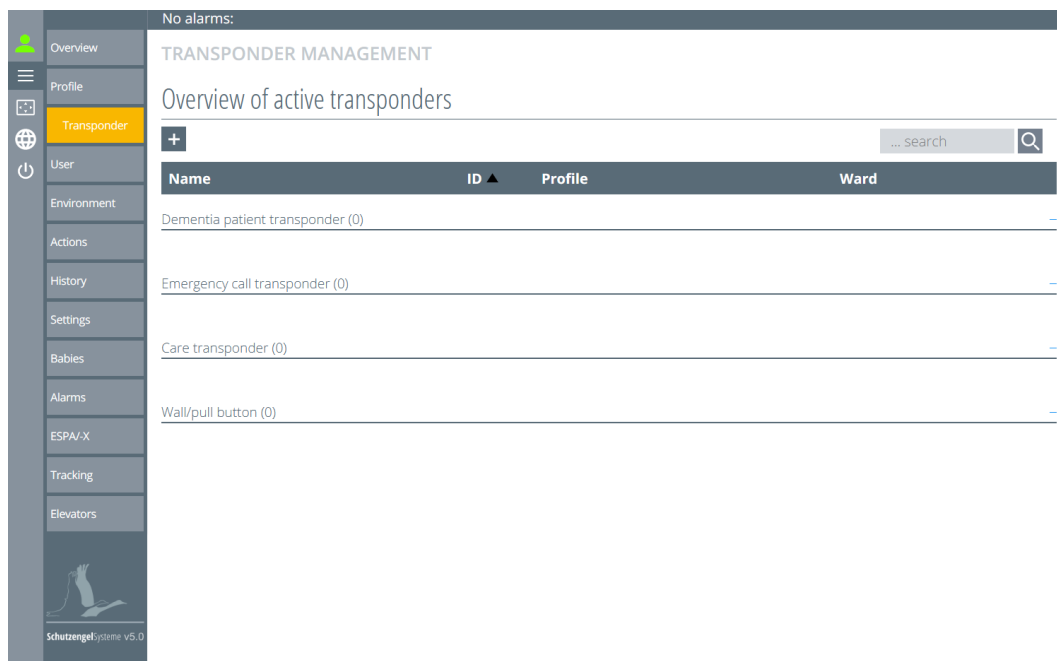 No alarms:
Overview
Profile
Transponder
User
Environment
Actions
History
Settings
Babies
Alarms
ESPA/-X
Tracking
Elevators
SchutzengelSysteme v5.0
TRANSPONDER MANAGEMENT
Overview of active transponders
+
... search
Name ID Profile Ward
Dementia patient transponder (0) –
Emergency call transponder (0) –
Care transponder (0) –
Wall/pull button (0) –